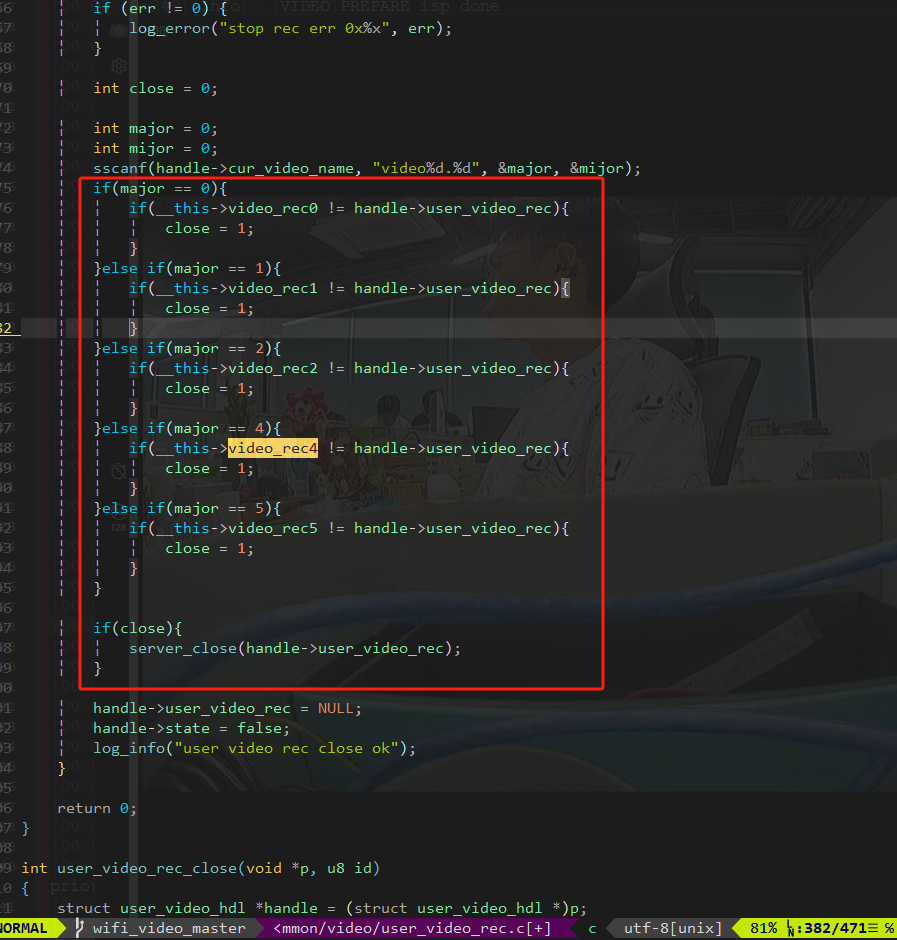 [VIDEO PREPARE isp done
if (err != 0) {
log_error("stop rec err 0x%x", err);
}
int close = 0;
int major = 0;
int mijor = 0;
sscanf(handle->cur_video_name, "video%d.%d", &major, &mijor);
if(major == 0){
if(__this->video_rec0 != handle->user_video_rec){
close = 1;
}
}else if(major == 1){
if(__this->video_rec1 != handle->user_video_rec){
close = 1;
}
}else if(major == 2){
if(__this->video_rec2 != handle->user_video_rec){
close = 1;
}
}else if(major == 4){
if(__this->video_rec4 != handle->user_video_rec){
close = 1;
}
}else if(major == 5){
if(__this->video_rec5 != handle->user_video_rec){
close = 1;
}
}
if(close){
server_close(handle->user_video_rec);
}
handle->user_video_rec = NULL;
handle->state = false;
log_info("user video rec close ok");
}
return 0;
}
int user_video_rec_close(void *p, u8 id)
{
struct user_video_hdl *handle = (struct user_video_hdl *)p;
NORMAL wifi_video_master <mmon/video/user_video_rec.c[+] c utf-8[unix] 81% :382/471 %